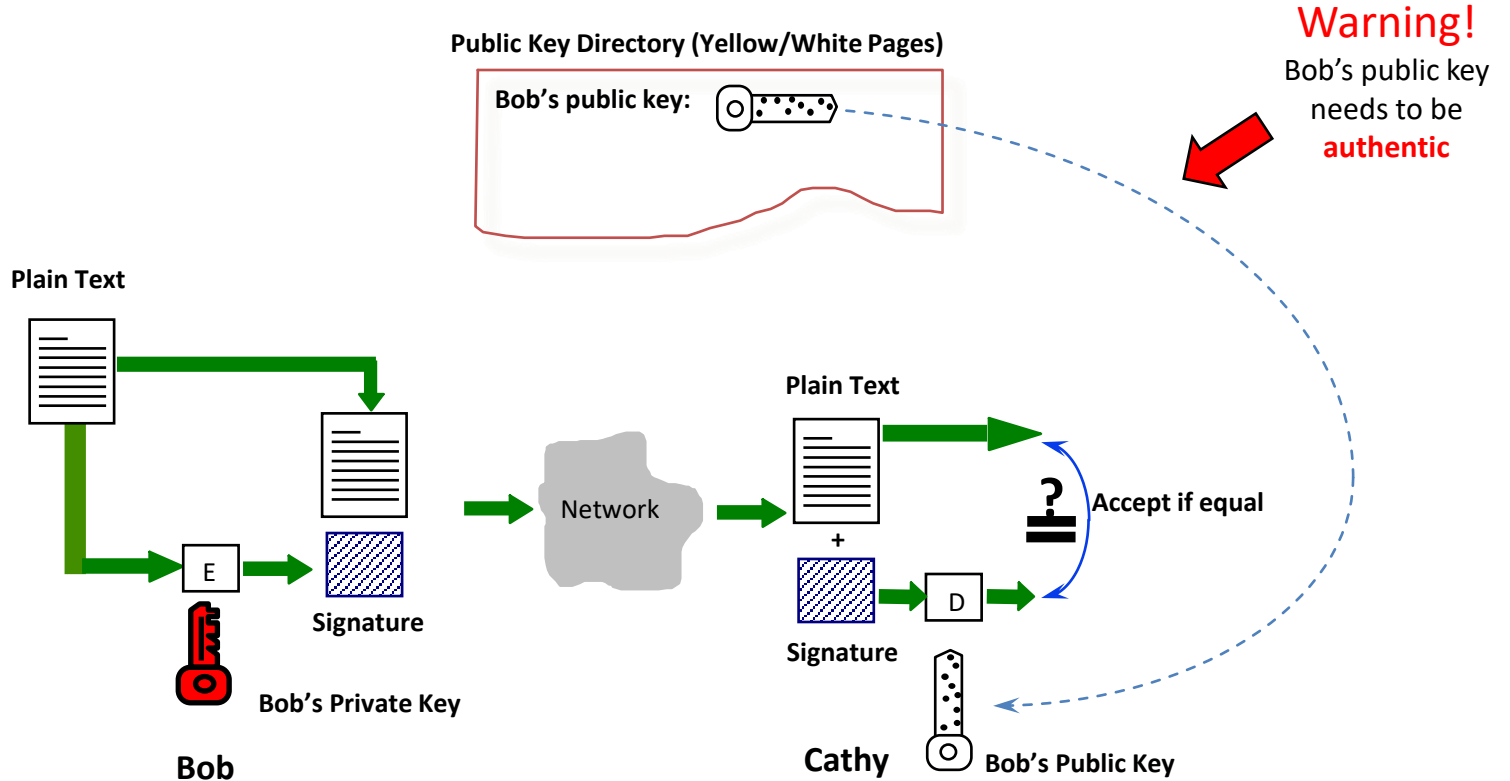 Public Key Directory (Yellow/White Pages)
Bob's public key:
Warning!
Bob's public key
needs to be
authentic
Plain Text
E
Signature
Bob's Private Key
Bob
Network
Plain Text
+
Signature
D
?
Accept if equal
Cathy
Bob's Public Key